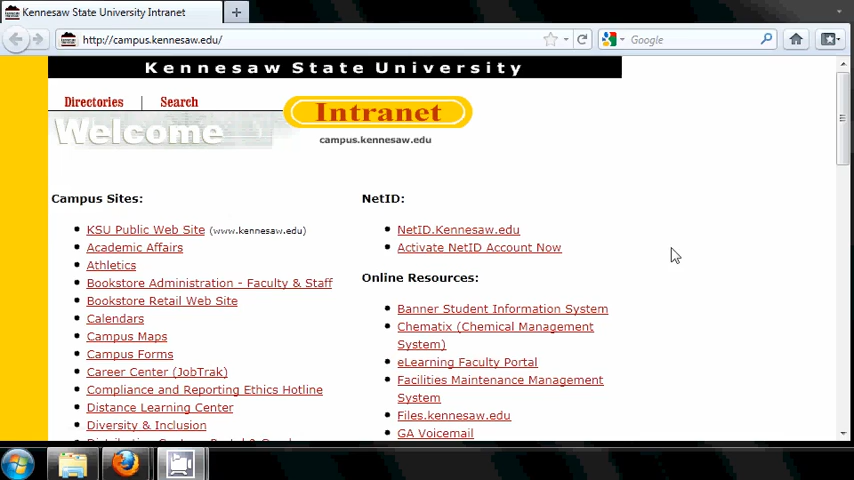 Kennesaw State University Intranet
http://campus.kennesaw.edu/
Google
Kennesaw State University
Directories | Search
Intranet
Welcome
campus.kennesaw.edu
Campus Sites:
KSU Public Web Site (www.kennesaw.edu)
Academic Affairs
Athletics
Bookstore Administration - Faculty & Staff
Bookstore Retail Web Site
Calendars
Campus Maps
Campus Forms
Career Center (JobTrak)
Compliance and Reporting Ethics Hotline
Distance Learning Center
Diversity & Inclusion
NetID:
NetID.Kennesaw.edu
Activate NetID Account Now
Online Resources:
Banner Student Information System
Chematix (Chemical Management
System)
eLearning Faculty Portal
Facilities Maintenance Management
System
Files.kennesaw.edu
GA Voicemail